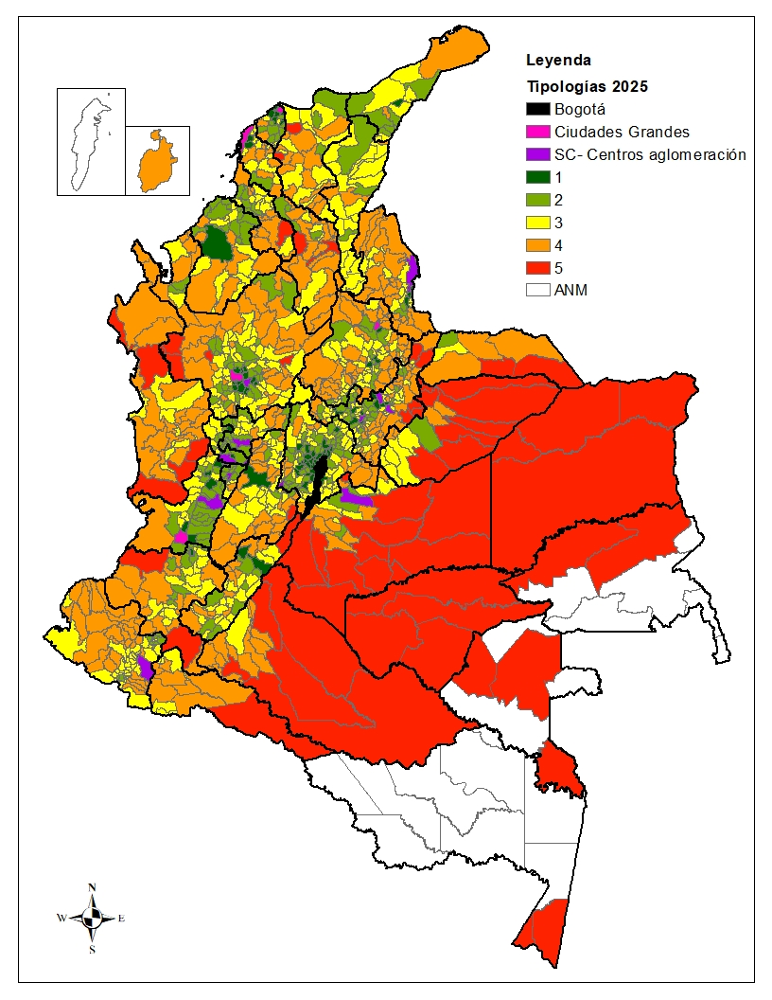 Leyenda
Tipologías 2025
Bogotá
Ciudades Grandes
SC- Centros aglomeración
1
2
3
4
5
ANM
N
W E
S